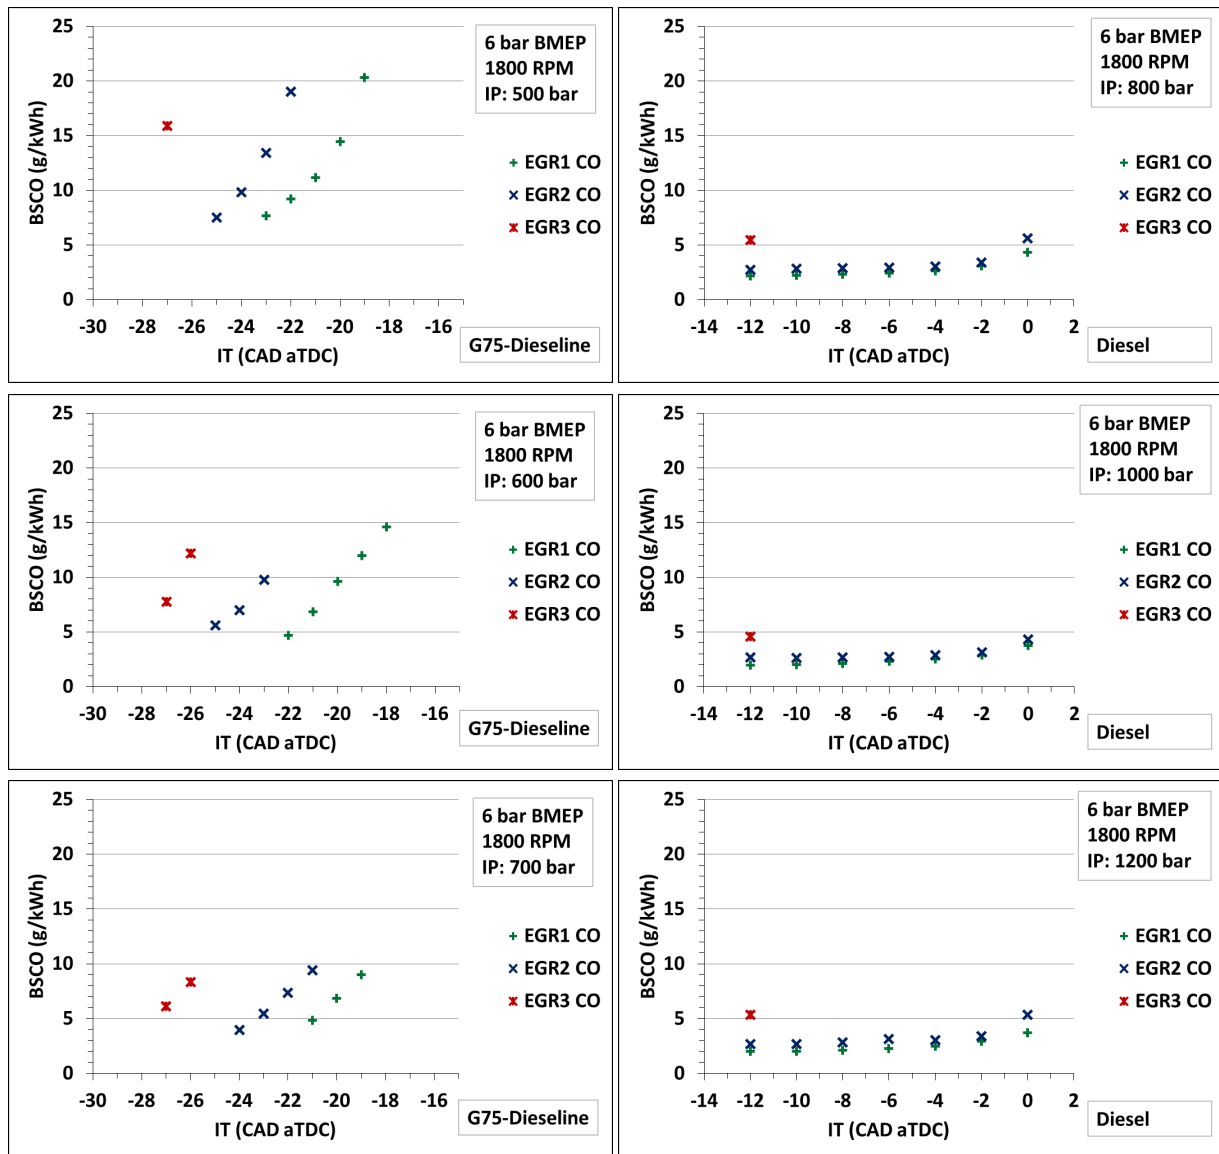 25
20
15
10
5
0
BSCO (g/kWh)
-30 -28 -26 -24 -22 -20 -18 -16
IT (CAD aTDC)
6 bar BMEP
1800 RPM
IP: 500 bar
EGR1 CO
EGR2 CO
EGR3 CO
G75-Dieseline
25
20
15
10
5
0
BSCO (g/kWh)
-14 -12 -10 -8 -6 -4 -2 0 2
IT (CAD aTDC)
6 bar BMEP
1800 RPM
IP: 800 bar
EGR1 CO
EGR2 CO
EGR3 CO
Diesel
25
20
15
10
5
0
BSCO (g/kWh)
-30 -28 -26 -24 -22 -20 -18 -16
IT (CAD aTDC)
6 bar BMEP
1800 RPM
IP: 600 bar
EGR1 CO
EGR2 CO
EGR3 CO
G75-Dieseline
25
20
15
10
5
0
BSCO (g/kWh)
-14 -12 -10 -8 -6 -4 -2 0 2
IT (CAD aTDC)
6 bar BMEP
1800 RPM
IP: 1000 bar
EGR1 CO
EGR2 CO
EGR3 CO
Diesel
25
20
15
10
5
0
BSCO (g/kWh)
-30 -28 -26 -24 -22 -20 -18 -16
IT (CAD aTDC)
6 bar BMEP
1800 RPM
IP: 700 bar
EGR1 CO
EGR2 CO
EGR3 CO
G75-Dieseline
25
20
15
10
5
0
BSCO (g/kWh)
-14 -12 -10 -8 -6 -4 -2 0 2
IT (CAD aTDC)
6 bar BMEP
1800 RPM
IP: 1200 bar
EGR1 CO
EGR2 CO
EGR3 CO
Diesel